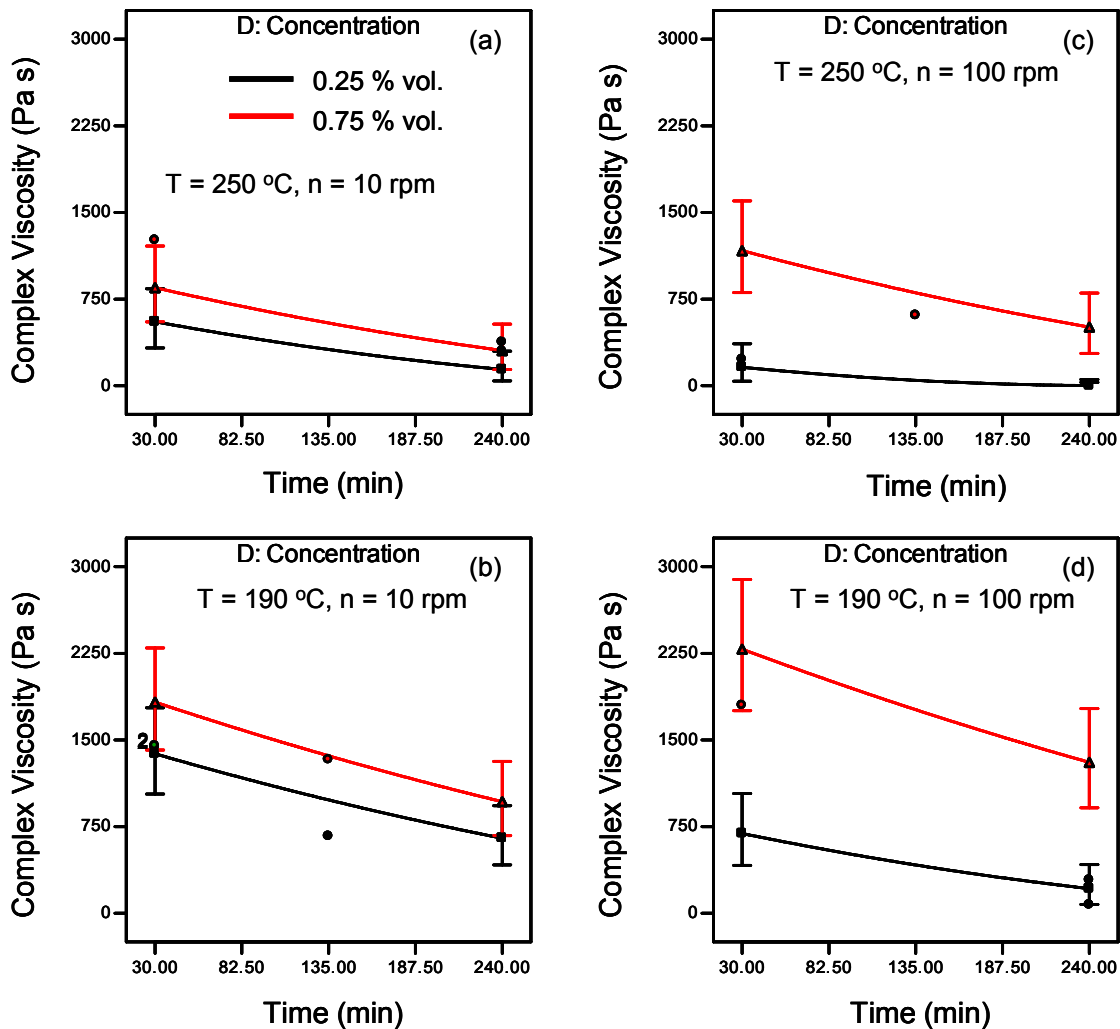 D: Concentration
(a)
0.25 % vol.
0.75 % vol.
T = 250 ºC, n = 10 rpm
Complex Viscosity (Pa s)
3000
2250
1500
750
0
30.00 82.50 135.00 187.50 240.00
Time (min)
D: Concentration
(c)
T = 250 ºC, n = 100 rpm
Complex Viscosity (Pa s)
3000
2250
1500
750
0
30.00 82.50 135.00 187.50 240.00
Time (min)
D: Concentration
(b)
T = 190 ºC, n = 10 rpm
Complex Viscosity (Pa s)
3000
2250
1500
750
0
2
30.00 82.50 135.00 187.50 240.00
Time (min)
D: Concentration
(d)
T = 190 ºC, n = 100 rpm
Complex Viscosity (Pa s)
3000
2250
1500
750
0
30.00 82.50 135.00 187.50 240.00
Time (min)